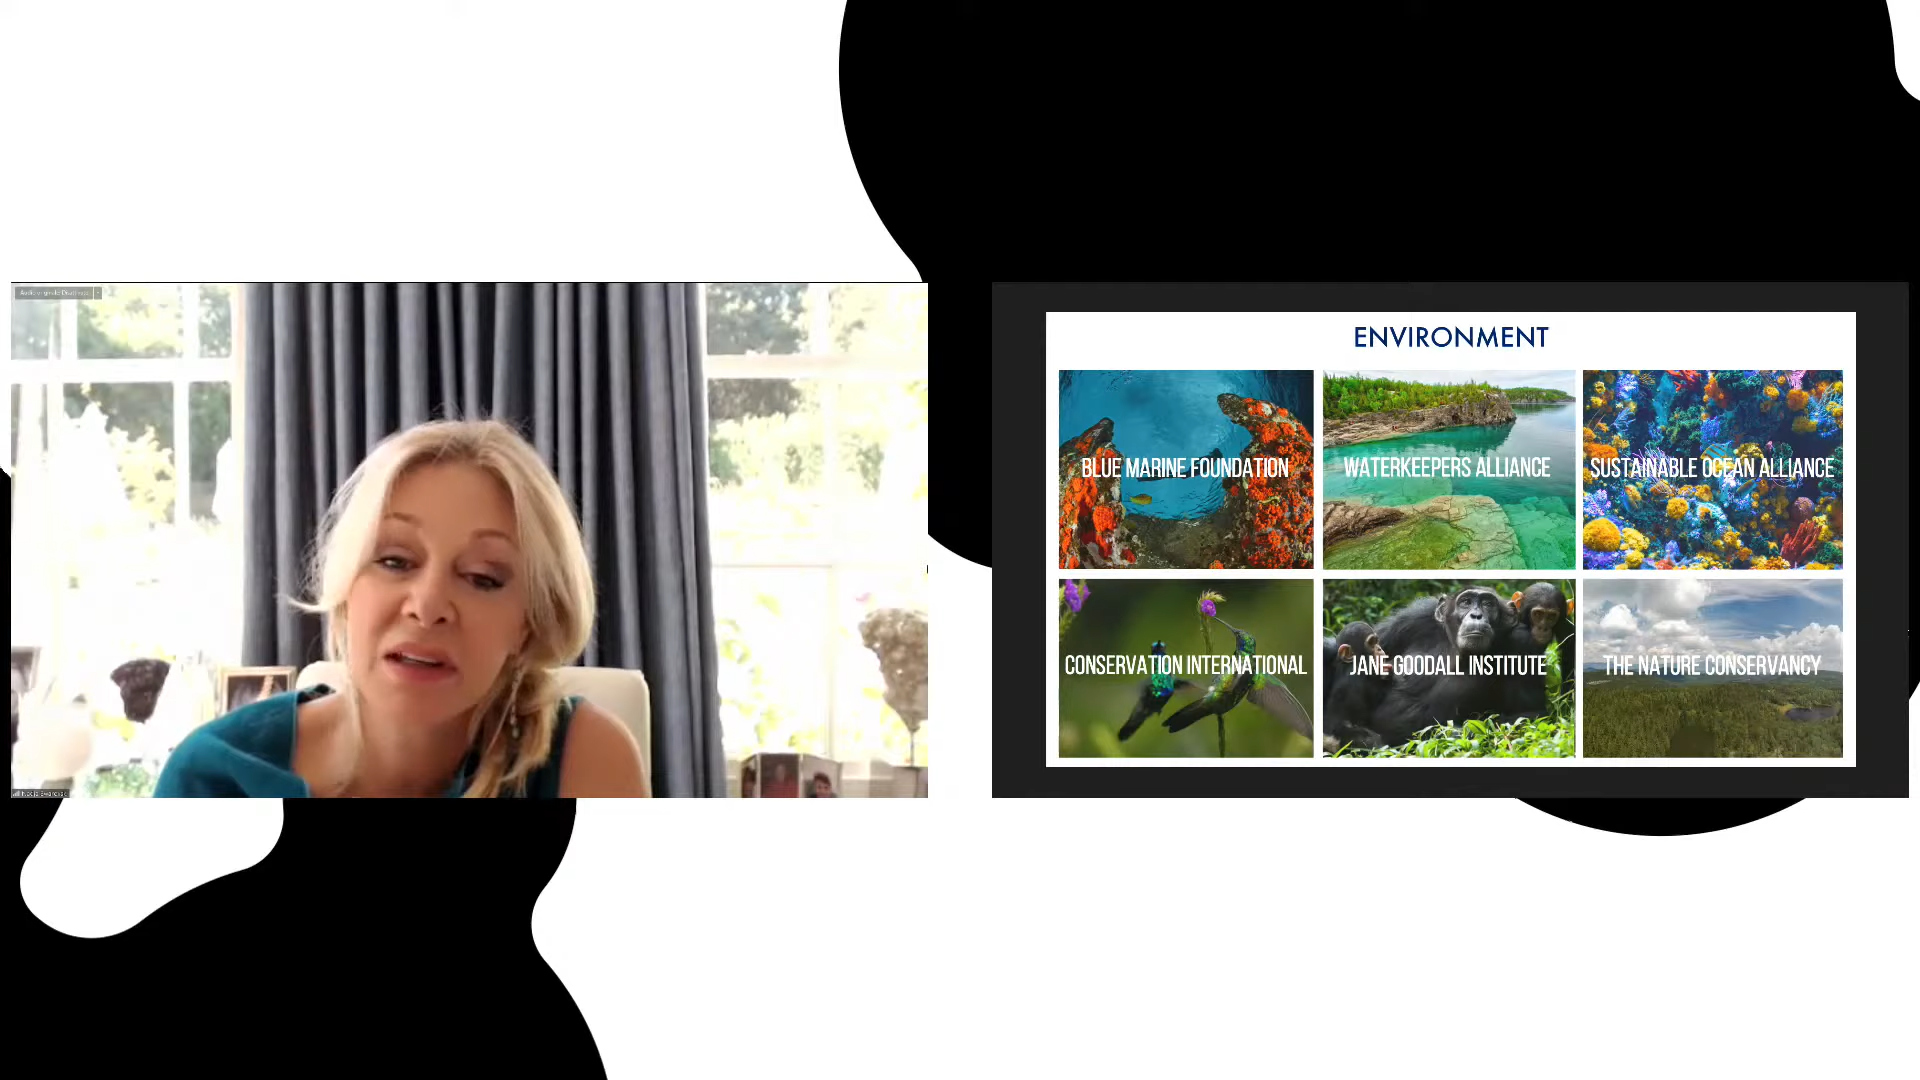 ENVIRONMENT
BLUE MARINE FOUNDATION
WATERKEEPERS ALLIANCE
SUSTAINABLE OCEAN ALLIANCE
CONSERVATION INTERNATIONAL
JANE GOODALL INSTITUTE
THE NATURE CONSERVANCY